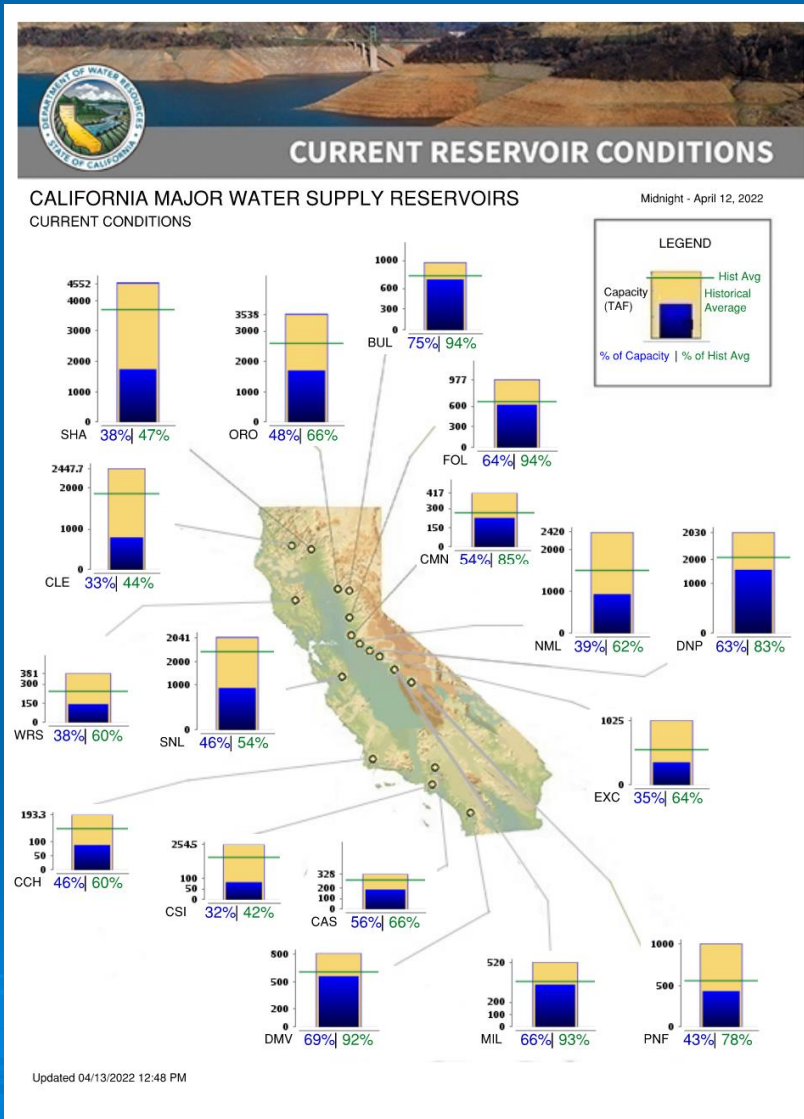 DEPARTMENT OF WATER RESOURCES
STATE OF CALIFORNIA
CURRENT RESERVOIR CONDITIONS
CALIFORNIA MAJOR WATER SUPPLY RESERVOIRS
Midnight - April 12, 2022
CURRENT CONDITIONS
LEGEND
Hist Avg
Capacity
(TAF)
Historical
Average
% of Capacity | % of Hist Avg
4552
4000
3000
2000
1000
0
SHA 38%| 47%
3538
3000
2000
1000
0
ORO 48%| 66%
1000
600
300
0
BUL 75%| 94%
977
600
300
0
FOL 64%| 94%
2447.7
2000
1000
0
CLE 33%| 44%
417
300
150
0
CMN 54%| 85%
2420
2000
1000
0
NML 39%| 62%
2030
2000
1000
0
DNP 63%| 83%
381
300
150
0
WRS 38%| 60%
2041
2000
1000
0
SNL 46%| 54%
1025
0
EXC 35%| 64%
193.3
100
50
0
CCH 46%| 60%
254.5
100
50
0
CSI 32%| 42%
328
200
100
0
CAS 56%| 66%
800
500
200
0
DMV 69%| 92%
520
200
100
0
MIL 66%| 93%
1000
500
0
PNF 43%| 78%
Updated 04/13/2022 12:48 PM